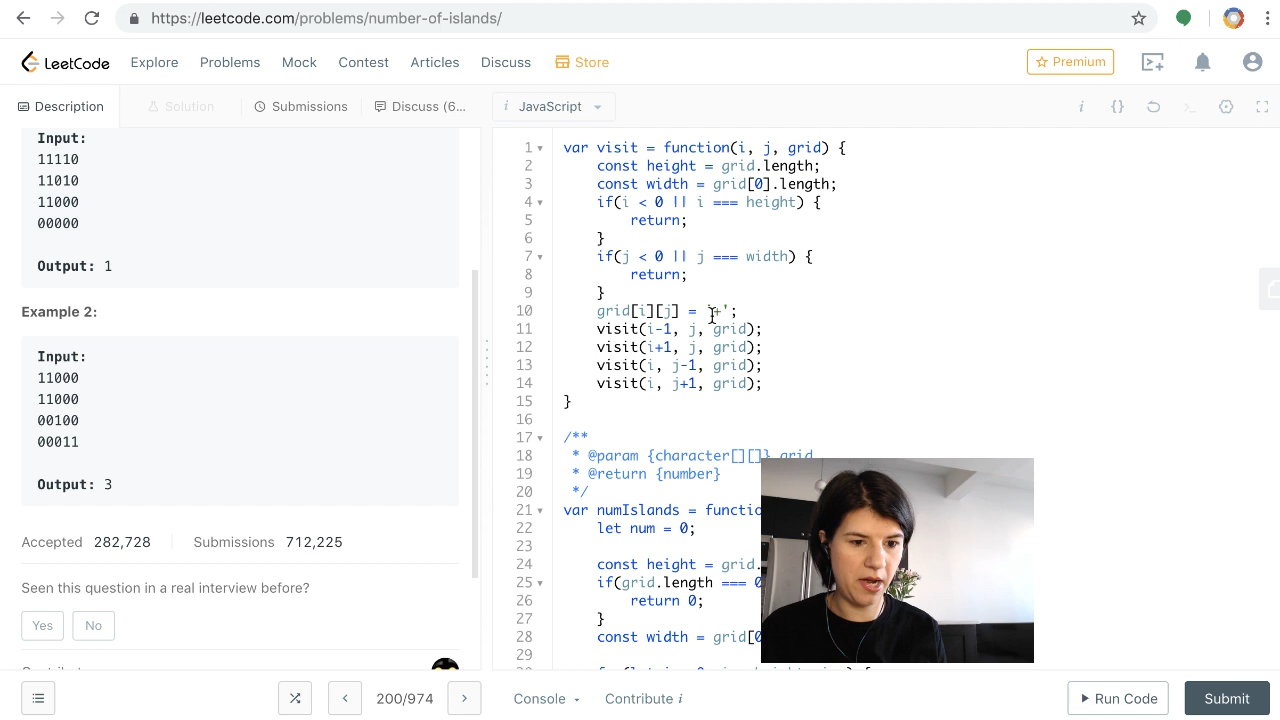 https://leetcode.com/problems/number-of-islands/
LeetCode
Explore
Problems
Mock
Contest
Articles
Discuss
Store
Premium
Description
Solution
Submissions
Discuss (6...
i JavaScript
Input:
11110
11010
11000
00000
Output: 1
Example 2:
Input:
11000
11000
00100
00011
Output: 3
Accepted 282,728 Submissions 712,225
Seen this question in a real interview before?
Yes
No
1 var visit = function(i, j, grid) {
2 const height = grid.length;
3 const width = grid[0].length;
4 if(i < 0 || i === height) {
5 return;
6 }
7 if(j < 0 || j === width) {
8 return;
9 }
10 grid[i][j] = '+';
11 visit(i-1, j, grid);
12 visit(i+1, j, grid);
13 visit(i, j-1, grid);
14 visit(i, j+1, grid);
15 }
16
17 /**
18 * @param {character[][]} grid
19 * @return {number}
20 */
21 var numIslands = functio
22 let num = 0;
23
24 const height = grid.
25 if(grid.length === 0
26 return 0;
27 }
28 const width = grid[0
29
200/974
Console
Contribute i
Run Code
Submit